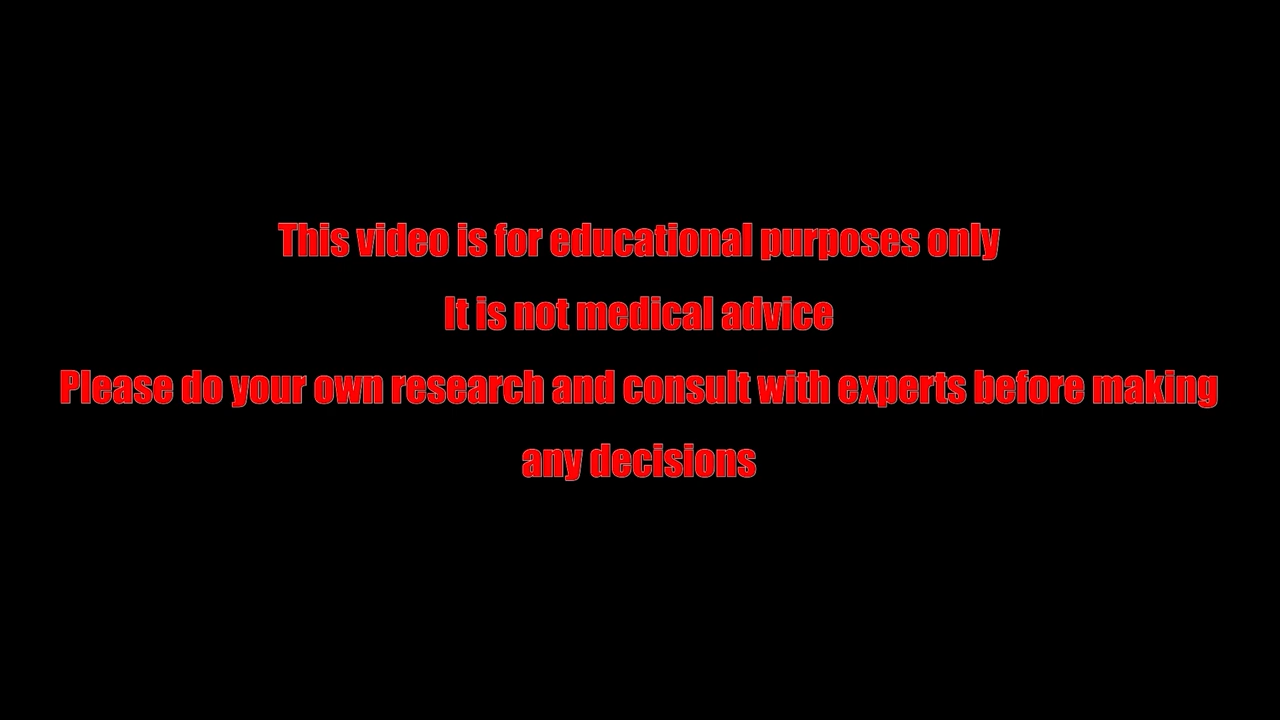 This video is for educational purposes only
It is not medical advice
Please do your own research and consult with experts before making
any decisions